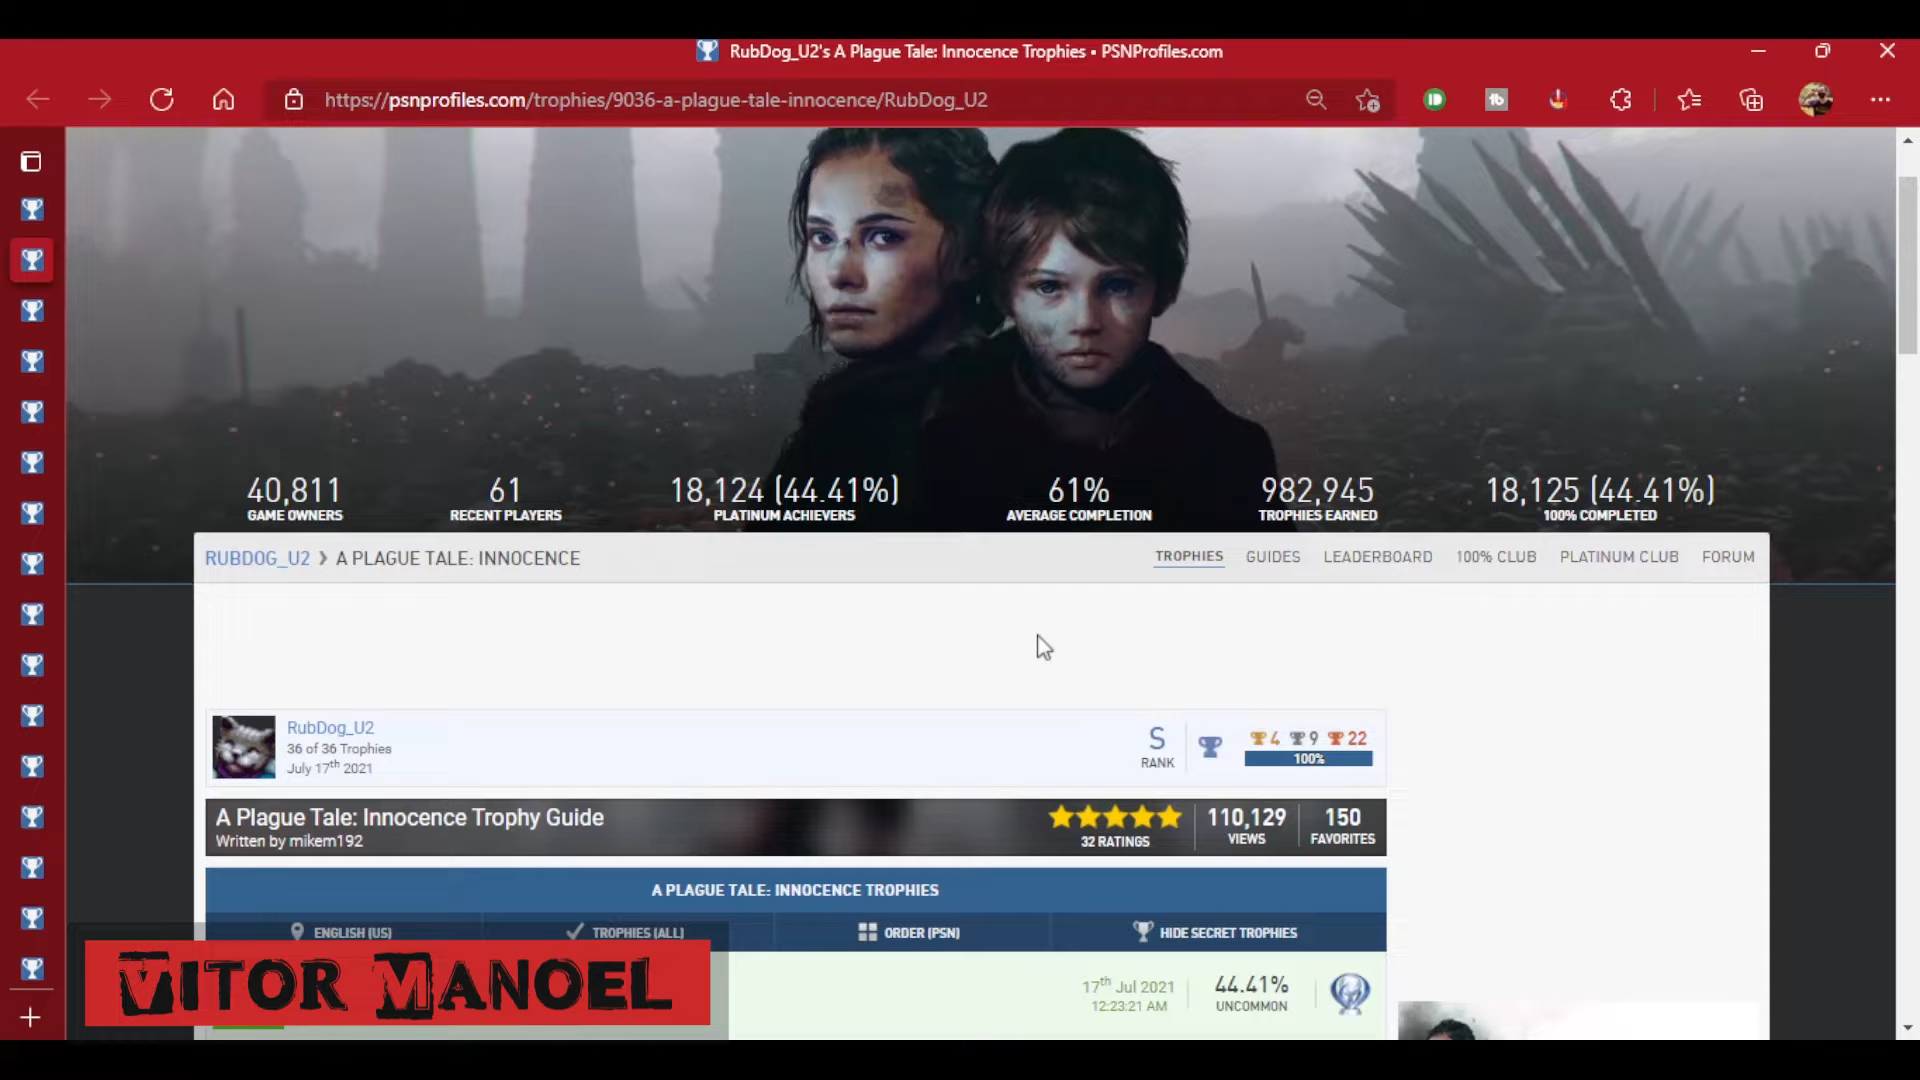 RubDog_U2's A Plague Tale: Innocence Trophies • PSNProfiles.com
https://psnprofiles.com/trophies/9036-a-plague-tale-innocence/RubDog_U2
40,811 61 18,124 (44.41%) 61% 982,945 18,125 (44.41%)
GAME OWNERS RECENT PLAYERS PLATINUM ACHIEVERS AVERAGE COMPLETION TROPHIES EARNED 100% COMPLETED
RUBDOG_U2 > A PLAGUE TALE: INNOCENCE TROPHIES GUIDES LEADERBOARD 100% CLUB PLATINUM CLUB FORUM
RubDog_U2
36 of 36 Trophies
July 17th 2021
S
RANK
4 9 22
100%
A Plague Tale: Innocence Trophy Guide
Written by mikem192
32 RATINGS
110,129
VIEWS
150
FAVORITES
A PLAGUE TALE: INNOCENCE TROPHIES
ENGLISH (US) TROPHIES (ALL) ORDER (PSN) HIDE SECRET TROPHIES
17th Jul 2021
12:23:21 AM
44.41%
UNCOMMON
VITOR MANOEL